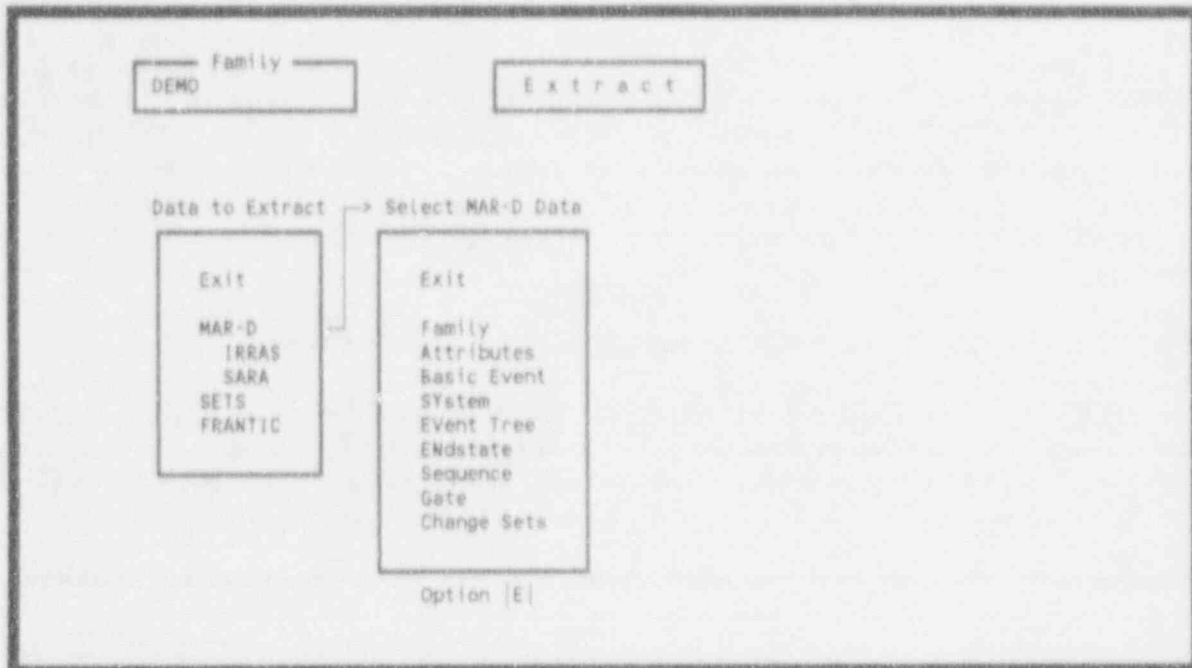 Family
DEMO
Extract
Data to Extract
Select MAR-D Data
Exit
MAR-D
IRRAS
SARA
SETS
FRANTIC
Exit
Family
Attributes
Basic Event
SYstem
EVent Tree
ENdstate
Sequence
Gate
Change Sets
Option |E|